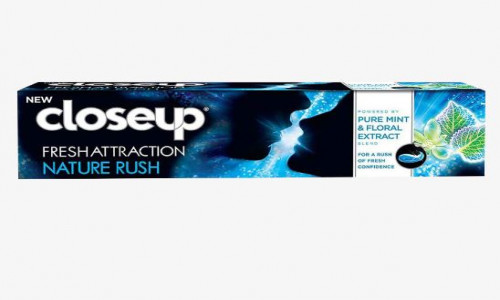 NEW
closeup®
FRESH ATTRACTION
NATURE RUSH
POWERED BY
PURE MINT
& FLORAL
EXTRACT
BLEND
FOR A RUSH
OF FRESH
CONFIDENCE